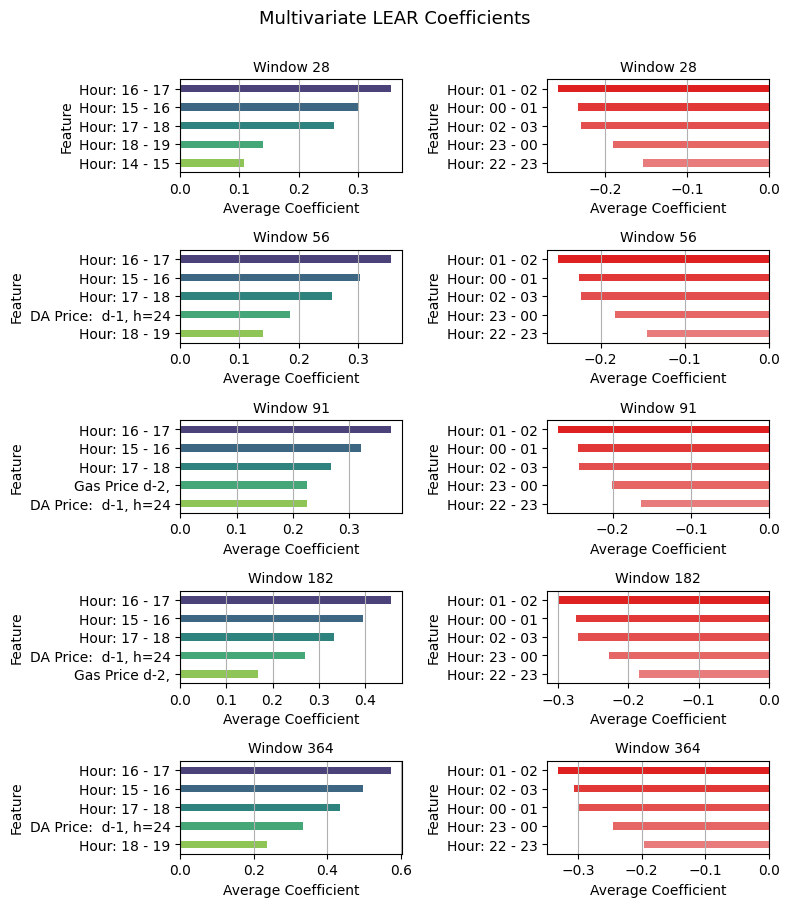 Multivariate LEAR Coefficients
Window 28
Feature
Hour: 16 - 17
Hour: 15 - 16
Hour: 17 - 18
Hour: 18 - 19
Hour: 14 - 15
0.0 0.1 0.2 0.3
Average Coefficient
Window 28
Feature
Hour: 01 - 02
Hour: 00 - 01
Hour: 02 - 03
Hour: 23 - 00
Hour: 22 - 23
−0.2 −0.1 0.0
Average Coefficient
Window 56
Feature
Hour: 16 - 17
Hour: 15 - 16
Hour: 17 - 18
DA Price:  d-1, h=24
Hour: 18 - 19
0.0 0.1 0.2 0.3
Average Coefficient
Window 56
Feature
Hour: 01 - 02
Hour: 00 - 01
Hour: 02 - 03
Hour: 23 - 00
Hour: 22 - 23
−0.2 −0.1 0.0
Average Coefficient
Window 91
Feature
Hour: 16 - 17
Hour: 15 - 16
Hour: 17 - 18
Gas Price d-2,
DA Price:  d-1, h=24
0.0 0.1 0.2 0.3
Average Coefficient
Window 91
Feature
Hour: 01 - 02
Hour: 00 - 01
Hour: 02 - 03
Hour: 23 - 00
Hour: 22 - 23
−0.2 −0.1 0.0
Average Coefficient
Window 182
Feature
Hour: 16 - 17
Hour: 15 - 16
Hour: 17 - 18
DA Price:  d-1, h=24
Gas Price d-2,
0.0 0.1 0.2 0.3 0.4
Average Coefficient
Window 182
Feature
Hour: 01 - 02
Hour: 00 - 01
Hour: 02 - 03
Hour: 23 - 00
Hour: 22 - 23
−0.3 −0.2 −0.1 0.0
Average Coefficient
Window 364
Feature
Hour: 16 - 17
Hour: 15 - 16
Hour: 17 - 18
DA Price:  d-1, h=24
Hour: 18 - 19
0.0 0.2 0.4 0.6
Average Coefficient
Window 364
Feature
Hour: 01 - 02
Hour: 02 - 03
Hour: 00 - 01
Hour: 23 - 00
Hour: 22 - 23
−0.3 −0.2 −0.1 0.0
Average Coefficient